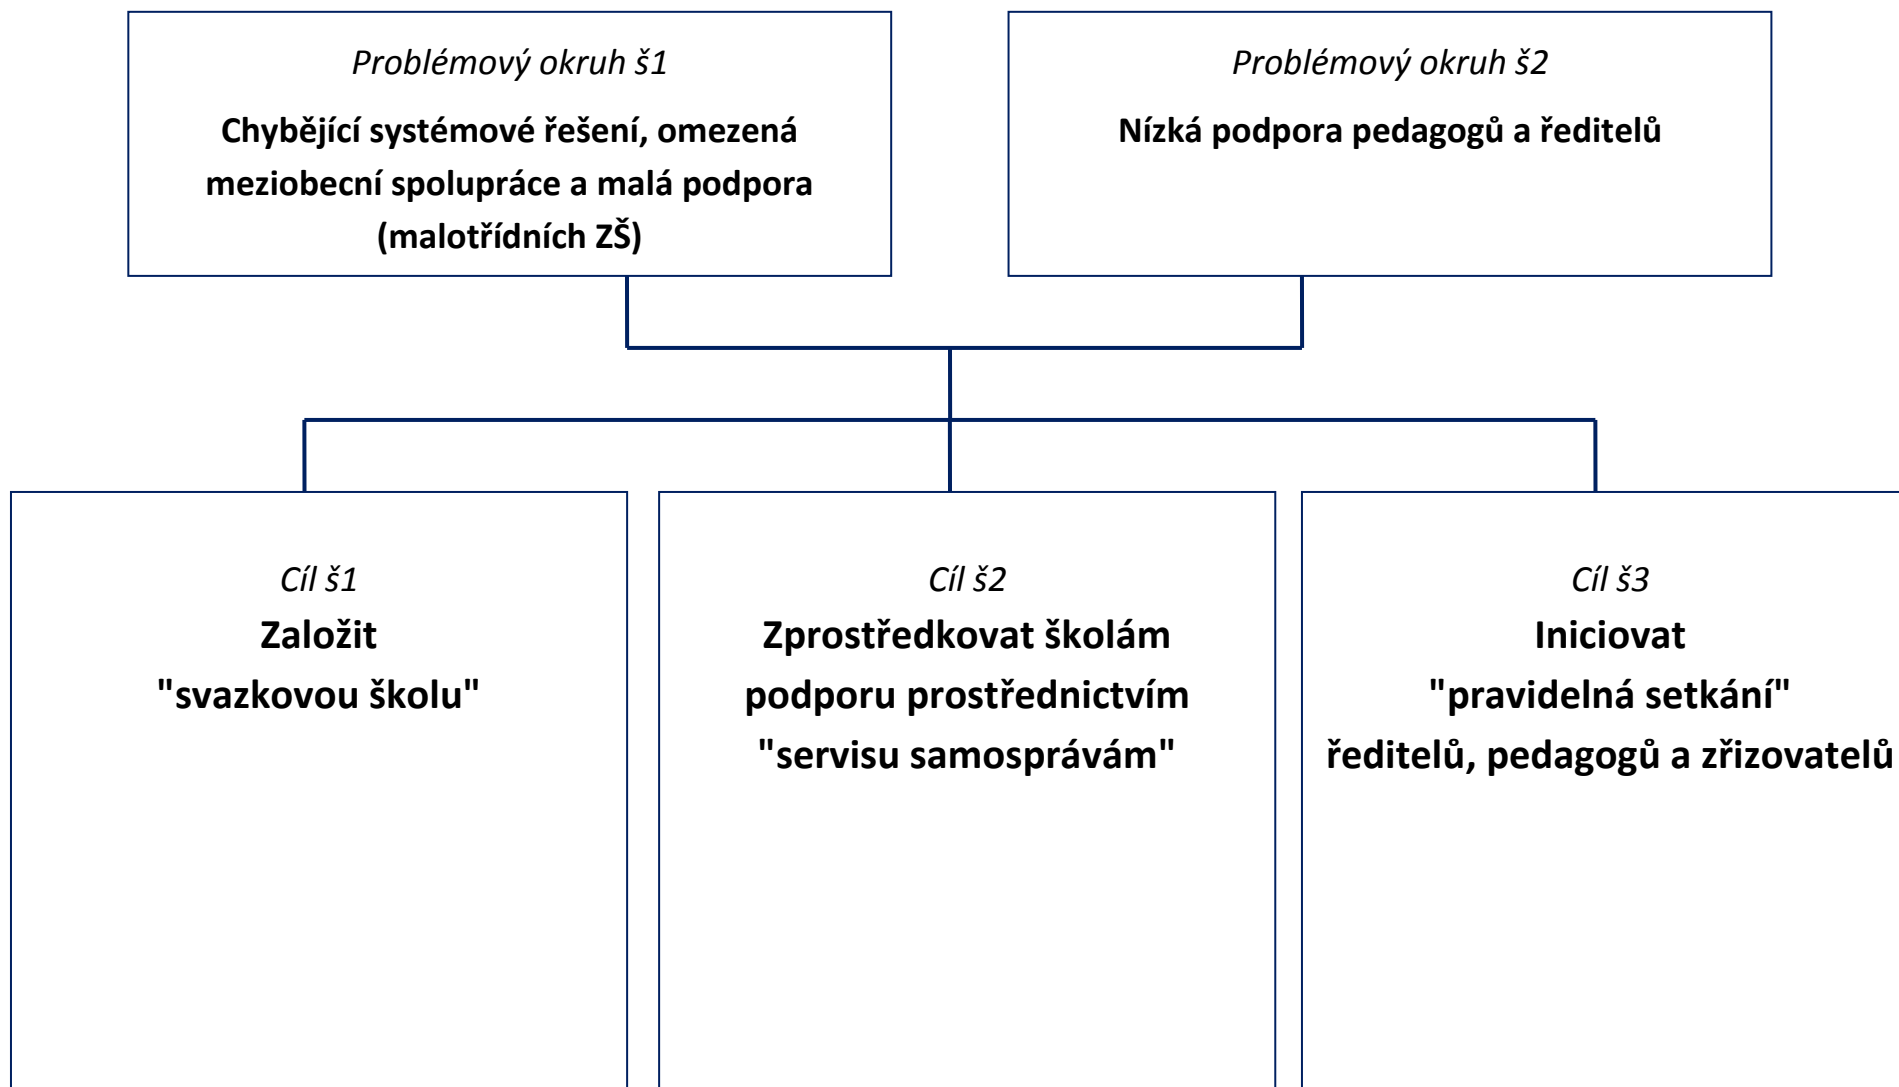 Problémový okruh š1
Chybějící systémové řešení, omezená
meziobecní spolupráce a malá podpora
(malotřídních ZŠ)
Problémový okruh š2
Nízká podpora pedagogů a ředitelů
Cíl š1
Založit
"svazkovou školu"
Cíl š2
Zprostředkovat školám
podporu prostřednictvím
"servisu samosprávám"
Cíl š3
Iniciovat
"pravidelná setkání"
ředitelů, pedagogů a zřizovatelů